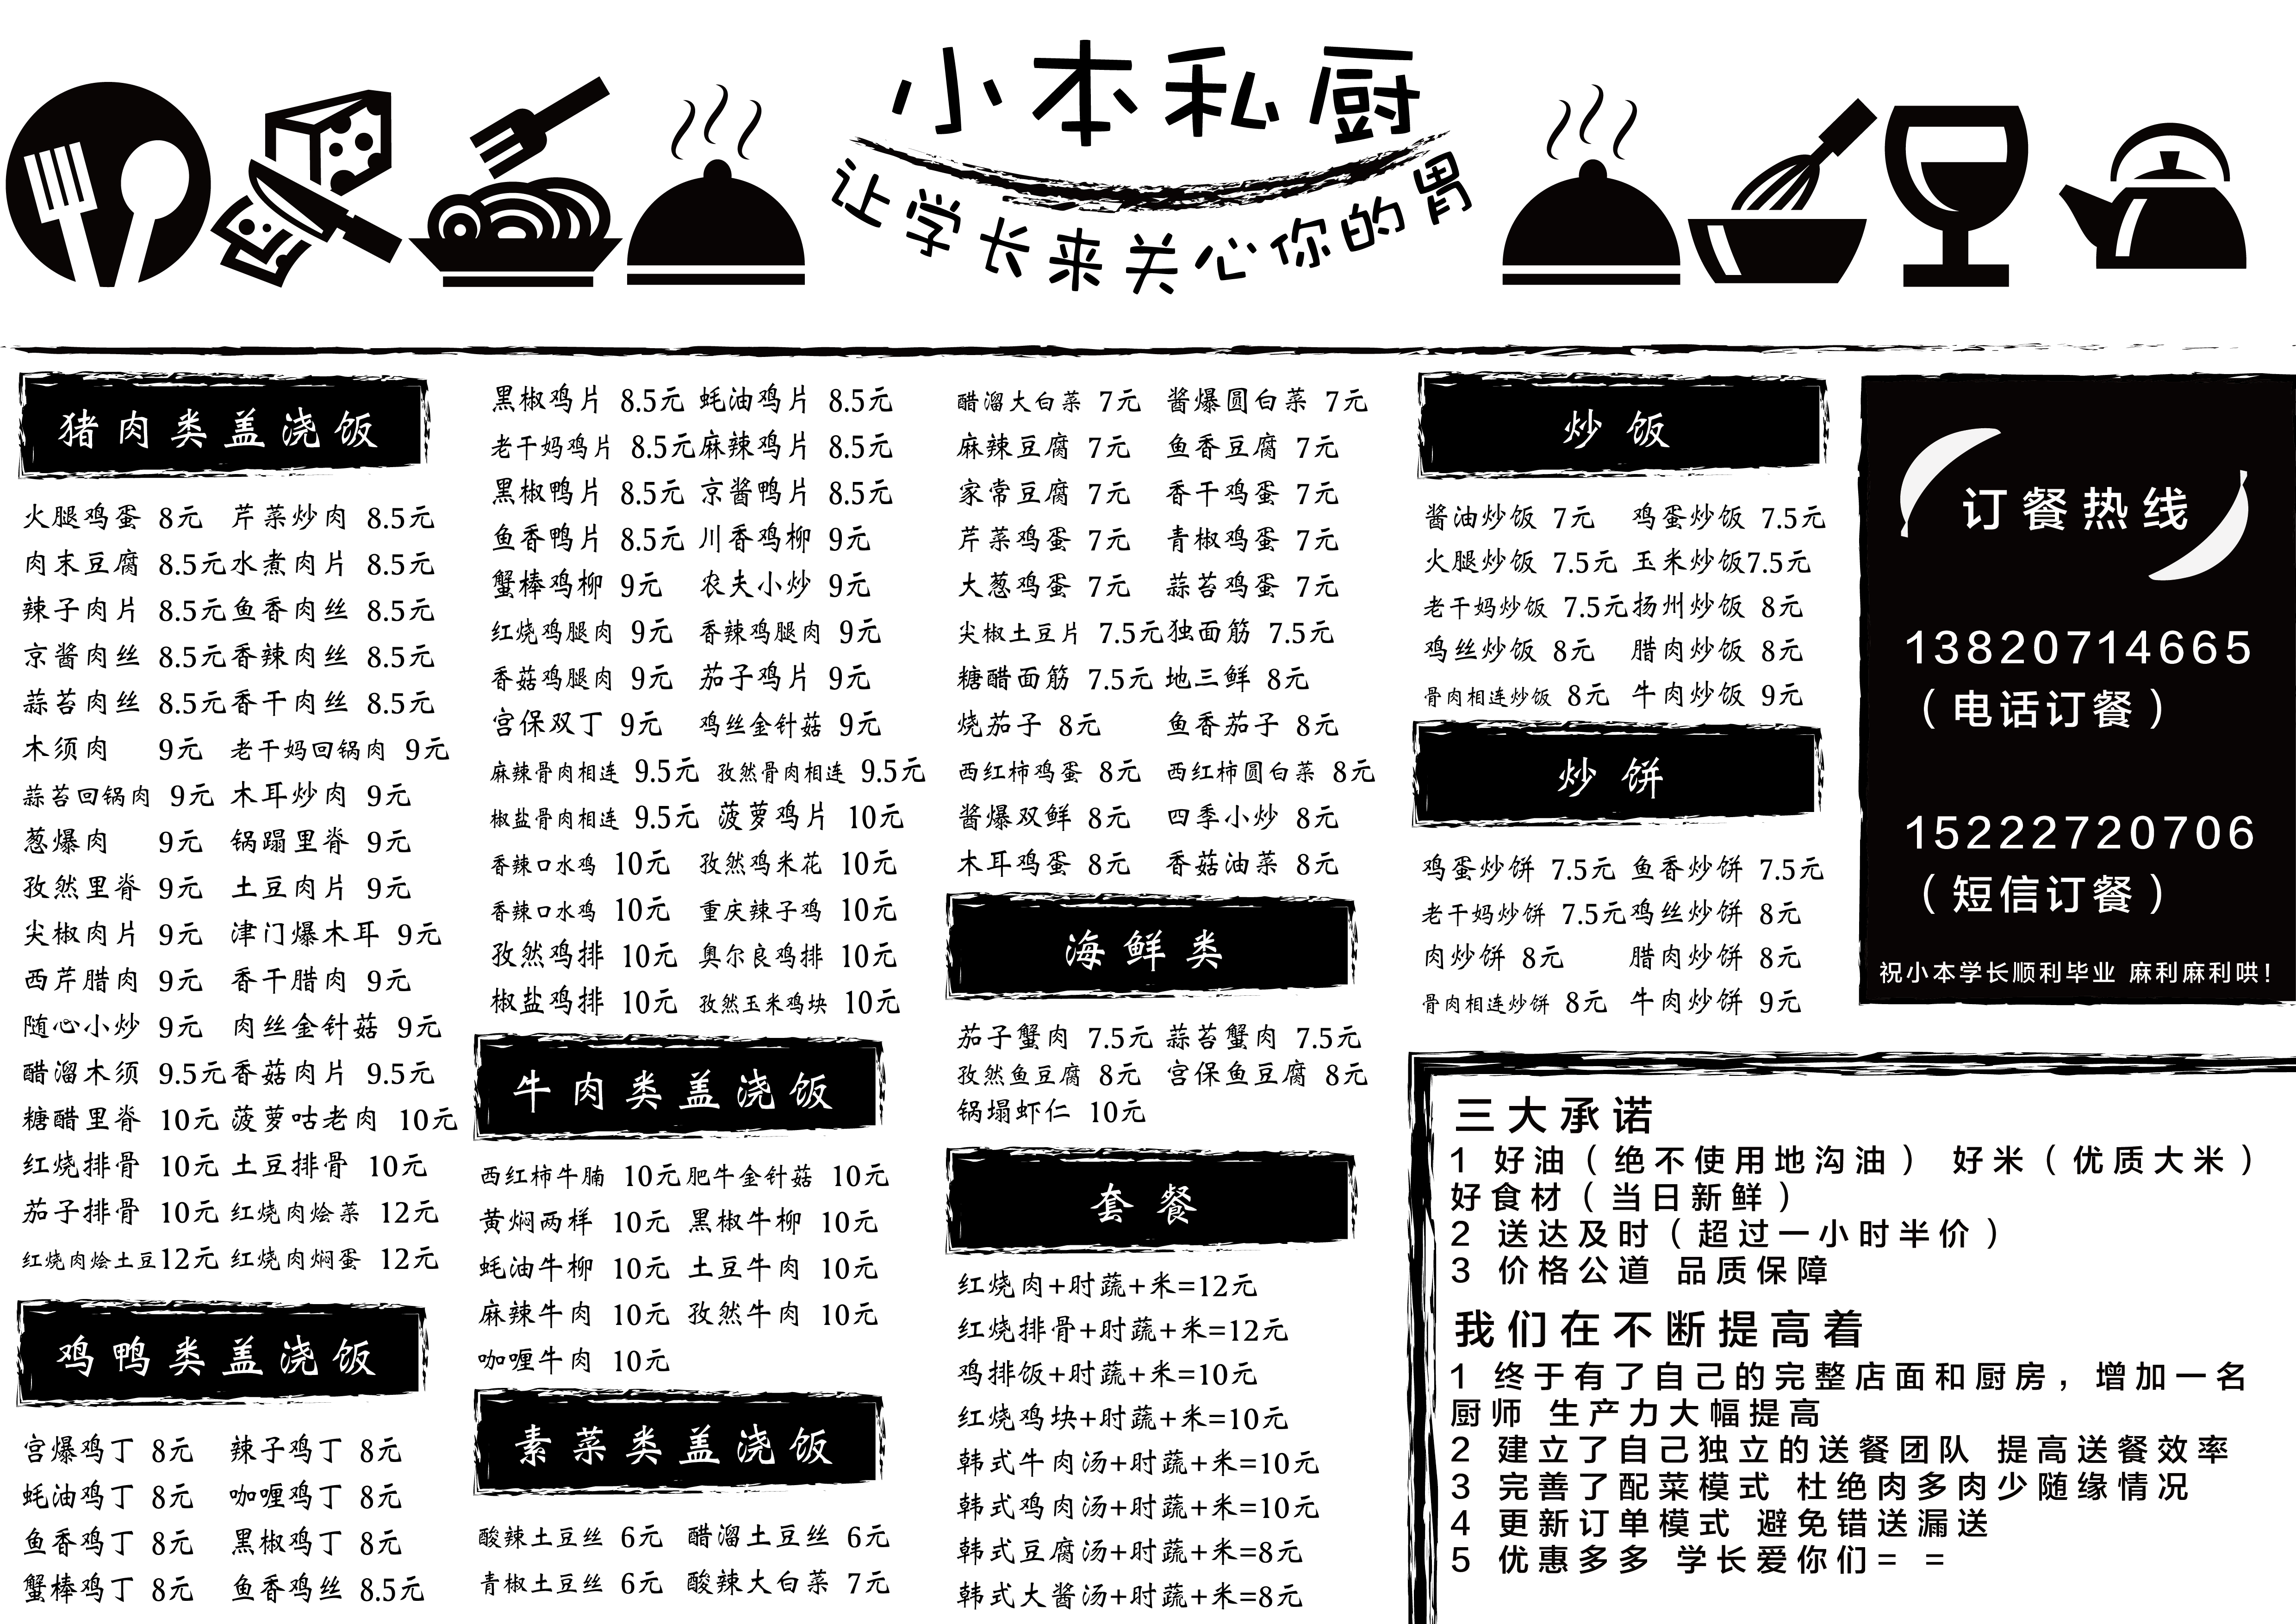 小本私厨
让学长来关心你的胃
猪肉类盖浇饭
火腿鸡蛋 8元 芹菜炒肉 8.5元
肉末豆腐 8.5元 水煮肉片 8.5元
辣子肉片 8.5元 鱼香肉丝 8.5元
京酱肉丝 8.5元 香辣肉丝 8.5元
蒜苔肉丝 8.5元 香干肉丝 8.5元
木须肉 9元 老干妈回锅肉 9元
蒜苔回锅肉 9元 木耳炒肉 9元
葱爆肉 9元 锅蹋里脊 9元
孜然里脊 9元 土豆肉片 9元
尖椒肉片 9元 津门爆木耳 9元
西芹腊肉 9元 香干腊肉 9元
随心小炒 9元 肉丝金针菇 9元
醋溜木须 9.5元 香菇肉片 9.5元
糖醋里脊 10元 菠萝咕老肉 10元
红烧排骨 10元 土豆排骨 10元
茄子排骨 10元 红烧肉烩菜 12元
红烧肉烩土豆 12元 红烧肉焖蛋 12元
鸡鸭类盖浇饭
宫爆鸡丁 8元 辣子鸡丁 8元
蚝油鸡丁 8元 咖喱鸡丁 8元
鱼香鸡丁 8元 黑椒鸡丁 8元
蟹棒鸡丁 8元 鱼香鸡丝 8.5元
黑椒鸡片 8.5元 蚝油鸡片 8.5元
老干妈鸡片 8.5元 麻辣鸡片 8.5元
黑椒鸭片 8.5元 京酱鸭片 8.5元
鱼香鸭片 8.5元 川香鸡柳 9元
蟹棒鸡柳 9元 农夫小炒 9元
红烧鸡腿肉 9元 香辣鸡腿肉 9元
香菇鸡腿肉 9元 茄子鸡片 9元
宫保双丁 9元 鸡丝金针菇 9元
麻辣骨肉相连 9.5元 孜然骨肉相连 9.5元
椒盐骨肉相连 9.5元 菠萝鸡片 10元
香辣口水鸡 10元 孜然鸡米花 10元
香辣口水鸡 10元 重庆辣子鸡 10元
孜然鸡排 10元 奥尔良鸡排 10元
椒盐鸡排 10元 孜然玉米鸡块 10元
牛肉类盖浇饭
西红柿牛腩 10元 肥牛金针菇 10元
黄焖两样 10元 黑椒牛柳 10元
蚝油牛柳 10元 土豆牛肉 10元
麻辣牛肉 10元 孜然牛肉 10元
咖喱牛肉 10元
素菜类盖浇饭
酸辣土豆丝 6元 醋溜土豆丝 6元
青椒土豆丝 6元 酸辣大白菜 7元
醋溜大白菜 7元 酱爆圆白菜 7元
麻辣豆腐 7元 鱼香豆腐 7元
家常豆腐 7元 香干鸡蛋 7元
芹菜鸡蛋 7元 青椒鸡蛋 7元
大葱鸡蛋 7元 蒜苔鸡蛋 7元
尖椒土豆片 7.5元 独面筋 7.5元
糖醋面筋 7.5元 地三鲜 8元
烧茄子 8元 鱼香茄子 8元
西红柿鸡蛋 8元 西红柿圆白菜 8元
酱爆双鲜 8元 四季小炒 8元
木耳鸡蛋 8元 香菇油菜 8元
海鲜类
茄子蟹肉 7.5元 蒜苔蟹肉 7.5元
孜然鱼豆腐 8元 宫保鱼豆腐 8元
锅塌虾仁 10元
套餐
红烧肉+时蔬+米=12元
红烧排骨+时蔬+米=12元
鸡排饭+时蔬+米=10元
红烧鸡块+时蔬+米=10元
韩式牛肉汤+时蔬+米=10元
韩式鸡肉汤+时蔬+米=10元
韩式豆腐汤+时蔬+米=8元
韩式大酱汤+时蔬+米=8元
炒饭
酱油炒饭 7元 鸡蛋炒饭 7.5元
火腿炒饭 7.5元 玉米炒饭7.5元
老干妈炒饭 7.5元 扬州炒饭 8元
鸡丝炒饭 8元 腊肉炒饭 8元
骨肉相连炒饭 8元 牛肉炒饭 9元
炒饼
鸡蛋炒饼 7.5元 鱼香炒饼 7.5元
老干妈炒饼 7.5元 鸡丝炒饼 8元
肉炒饼 8元 腊肉炒饼 8元
骨肉相连炒饼 8元 牛肉炒饼 9元
订餐热线
13820714665
（电话订餐）
15222720706
（短信订餐）
祝小本学长顺利毕业 麻利麻利哄！
三大承诺
1 好油（绝不使用地沟油） 好米（优质大米）
好食材（当日新鲜）
2 送达及时（超过一小时半价）
3 价格公道 品质保障
我们在不断提高着
1 终于有了自己的完整店面和厨房，增加一名
厨师 生产力大幅提高
2 建立了自己独立的送餐团队 提高送餐效率
3 完善了配菜模式 杜绝肉多肉少随缘情况
4 更新订单模式 避免错送漏送
5 优惠多多 学长爱你们= =